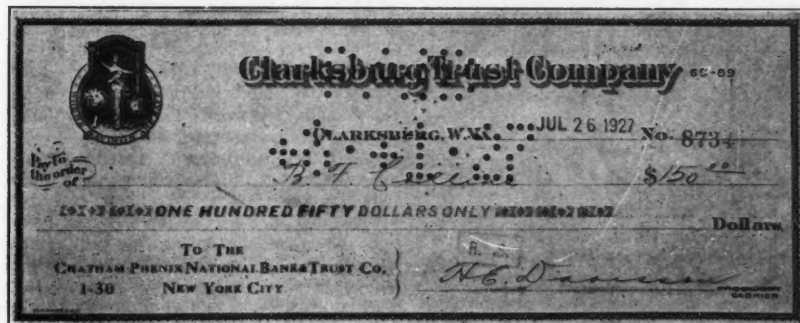 Clarksburg Trust Company 69-89
CLARKSBURG, W.VA. JUL 26 1927 No. 8734
Pay to
the order
of B. F. $150 00
ONE HUNDRED FIFTY DOLLARS ONLY Dollars
To The
Chatham-Phenix National Bank & Trust Co.
1-30 New York City
H.E. Davisson
CASHIER